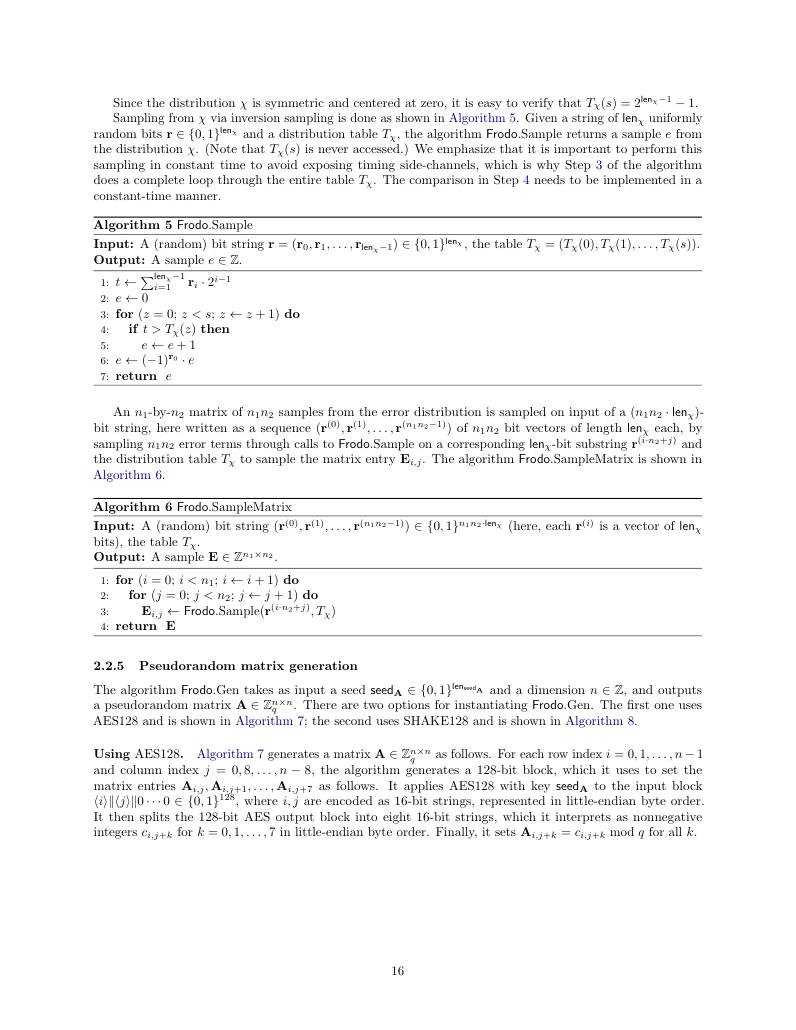 Since the distribution χ is symmetric and centered at zero, it is easy to verify that T_χ(s) = 2^{len_χ−1} − 1.
Sampling from χ via inversion sampling is done as shown in Algorithm 5. Given a string of len_χ uniformly
random bits r ∈ {0, 1}^{len_χ} and a distribution table T_χ, the algorithm Frodo.Sample returns a sample e from
the distribution χ. (Note that T_χ(s) is never accessed.) We emphasize that it is important to perform this
sampling in constant time to avoid exposing timing side-channels, which is why Step 3 of the algorithm
does a complete loop through the entire table T_χ. The comparison in Step 4 needs to be implemented in a
constant-time manner.
Algorithm 5 Frodo.Sample
Input: A (random) bit string r = (r_0, r_1, . . . , r_{len_χ−1}) ∈ {0, 1}^{len_χ}, the table T_χ = (T_χ(0), T_χ(1), . . . , T_χ(s)).
Output: A sample e ∈ ℤ.
1: t ← ∑_{i=1}^{len_χ−1} r_i · 2^{i−1}
2: e ← 0
3: for (z = 0; z < s; z ← z + 1) do
4: if t > T_χ(z) then
5: e ← e + 1
6: e ← (−1)^{r_0} · e
7: return e
An n_1-by-n_2 matrix of n_1n_2 samples from the error distribution is sampled on input of a (n_1n_2 · len_χ)-
bit string, here written as a sequence (r^{(0)}, r^{(1)}, . . . , r^{(n_1n_2−1)}) of n_1n_2 bit vectors of length len_χ each, by
sampling n_1n_2 error terms through calls to Frodo.Sample on a corresponding len_χ-bit substring r^{(i·n_2+j)} and
the distribution table T_χ to sample the matrix entry E_{i,j}. The algorithm Frodo.SampleMatrix is shown in
Algorithm 6.
Algorithm 6 Frodo.SampleMatrix
Input: A (random) bit string (r^{(0)}, r^{(1)}, . . . , r^{(n_1n_2−1)}) ∈ {0, 1}^{n_1n_2·len_χ} (here, each r^{(i)} is a vector of len_χ
bits), the table T_χ.
Output: A sample E ∈ ℤ^{n_1×n_2}.
1: for (i = 0; i < n_1; i ← i + 1) do
2: for (j = 0; j < n_2; j ← j + 1) do
3: E_{i,j} ← Frodo.Sample(r^{(i·n_2+j)}, T_χ)
4: return E
2.2.5 Pseudorandom matrix generation
The algorithm Frodo.Gen takes as input a seed seed_A ∈ {0, 1}^{len_{seed_A}} and a dimension n ∈ ℤ, and outputs
a pseudorandom matrix A ∈ ℤ_q^{n×n}. There are two options for instantiating Frodo.Gen. The first one uses
AES128 and is shown in Algorithm 7; the second uses SHAKE128 and is shown in Algorithm 8.
Using AES128. Algorithm 7 generates a matrix A ∈ ℤ_q^{n×n} as follows. For each row index i = 0, 1, . . . , n − 1
and column index j = 0, 8, . . . , n − 8, the algorithm generates a 128-bit block, which it uses to set the
matrix entries A_{i,j}, A_{i,j+1}, . . . , A_{i,j+7} as follows. It applies AES128 with key seed_A to the input block
⟨i⟩‖⟨j⟩‖0 · · · 0 ∈ {0, 1}^{128}, where i, j are encoded as 16-bit strings, represented in little-endian byte order.
It then splits the 128-bit AES output block into eight 16-bit strings, which it interprets as nonnegative
integers c_{i,j+k} for k = 0, 1, . . . , 7 in little-endian byte order. Finally, it sets A_{i,j+k} = c_{i,j+k} mod q for all k.
16